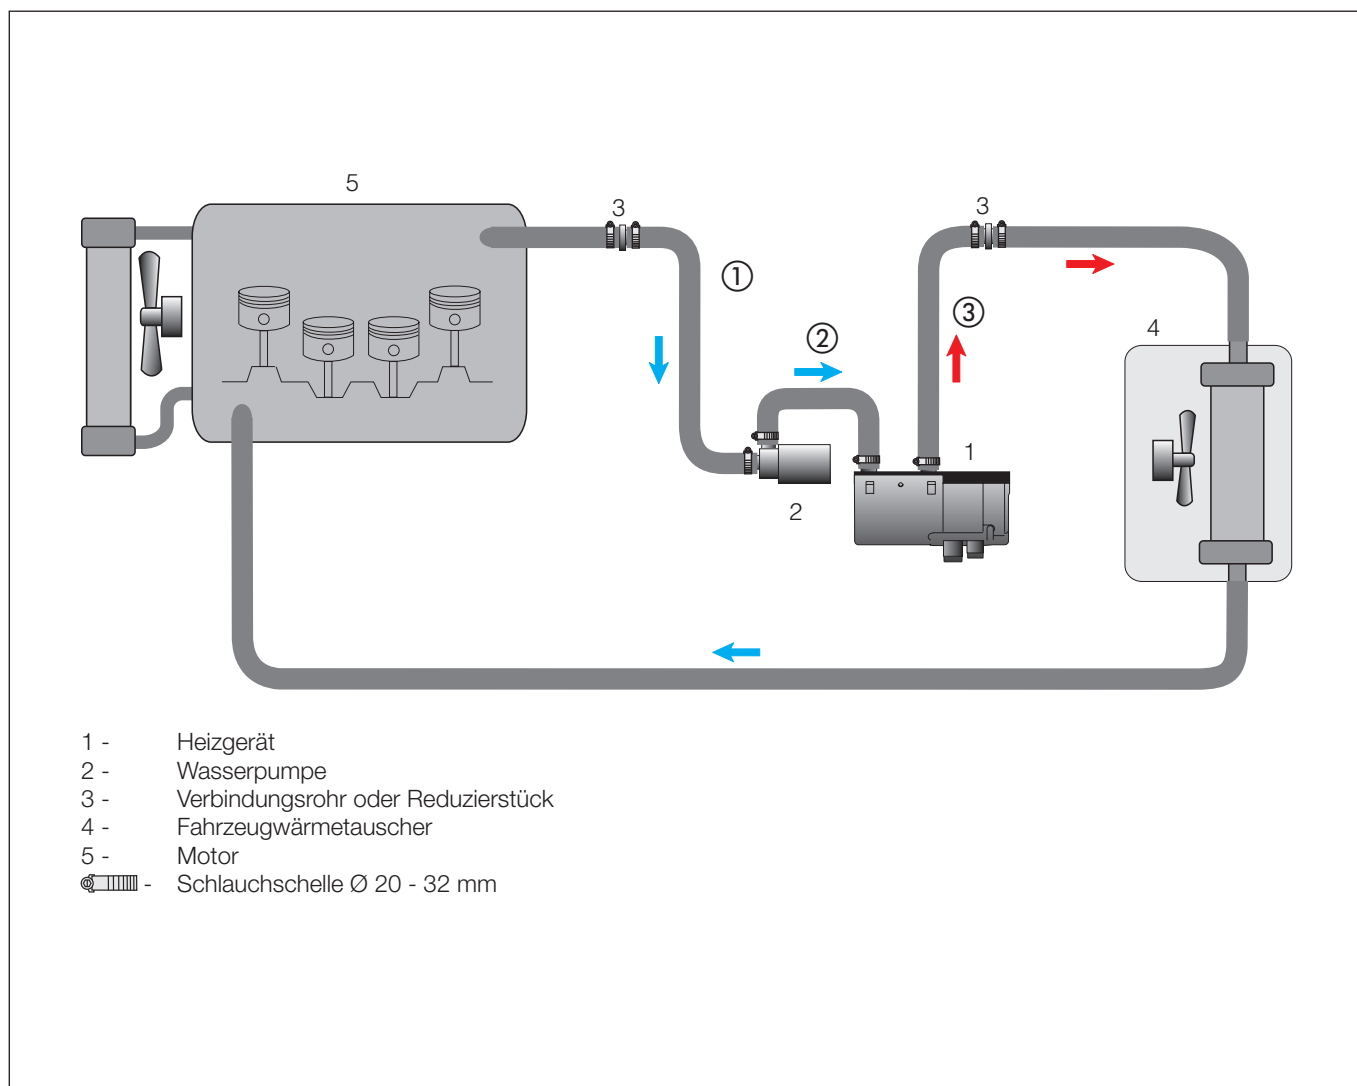 5
3
3
①
③
②
4
1
2
1 - Heizgerät
2 - Wasserpumpe
3 - Verbindungsrohr oder Reduzierstück
4 - Fahrzeugwärmetauscher
5 - Motor
- Schlauchschelle Ø 20 - 32 mm